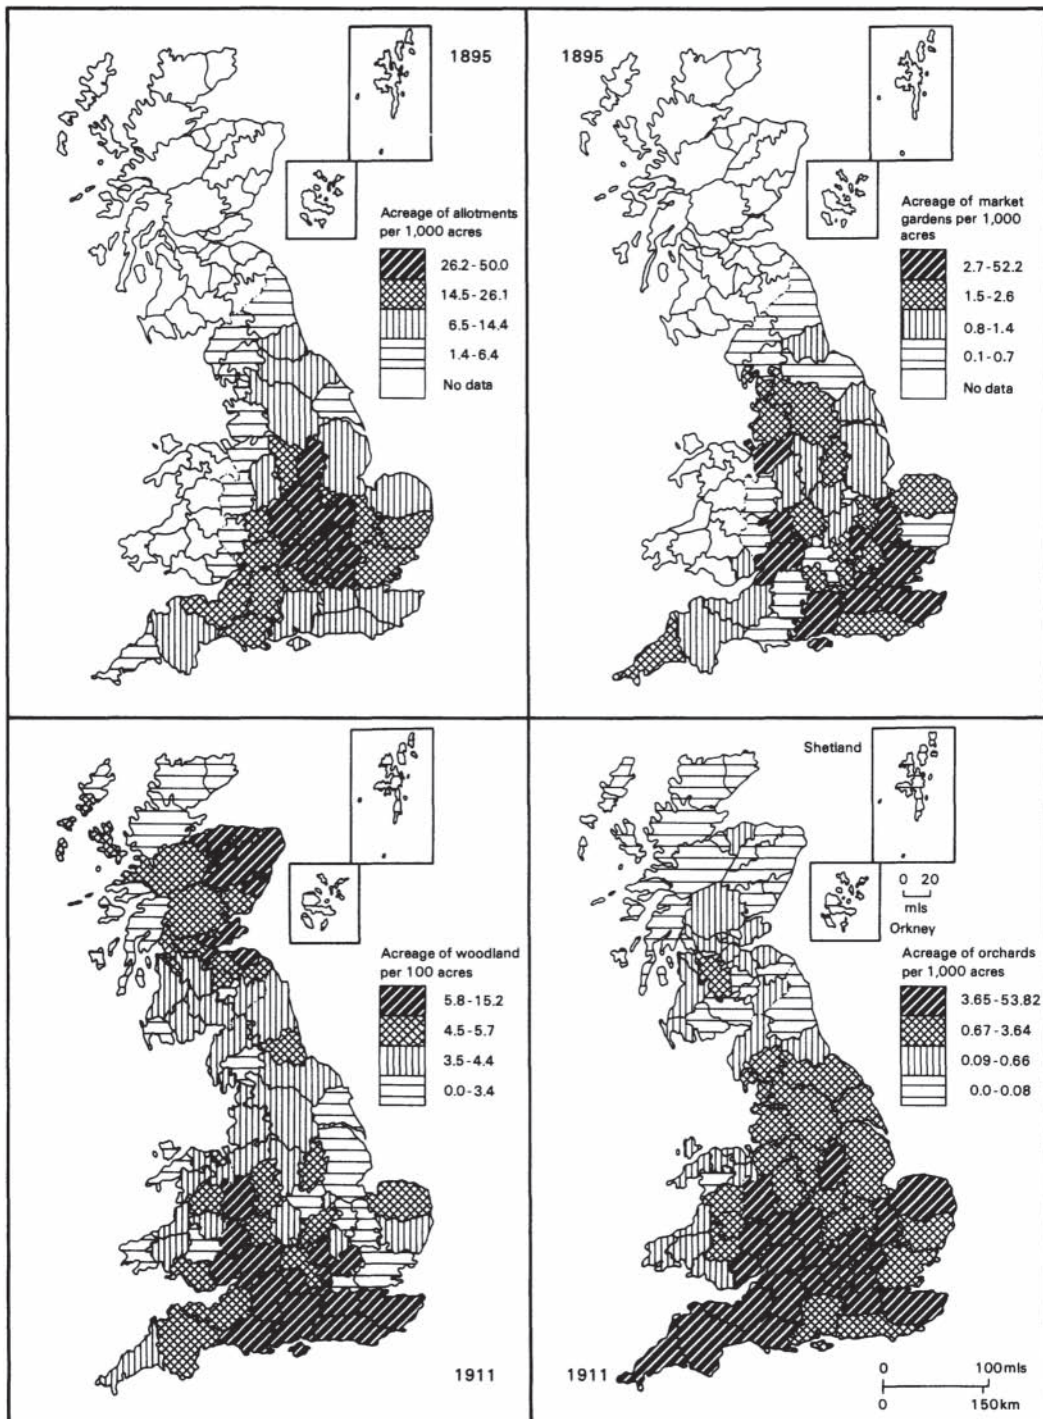 1895
Acreage of allotments
per 1,000 acres
26.2 - 50.0
14.5 - 26.1
6.5 - 14.4
1.4 - 6.4
No data
1895
Acreage of market
gardens per 1,000
acres
2.7 - 52.2
1.5 - 2.6
0.8 - 1.4
0.1 - 0.7
No data
Acreage of woodland
per 100 acres
5.8 - 15.2
4.5 - 5.7
3.5 - 4.4
0.0 - 3.4
1911
Shetland
0 20
mls
Orkney
Acreage of orchards
per 1,000 acres
3.65 - 53.82
0.67 - 3.64
0.09 - 0.66
0.0 - 0.08
1911
0 100mls
0 150km